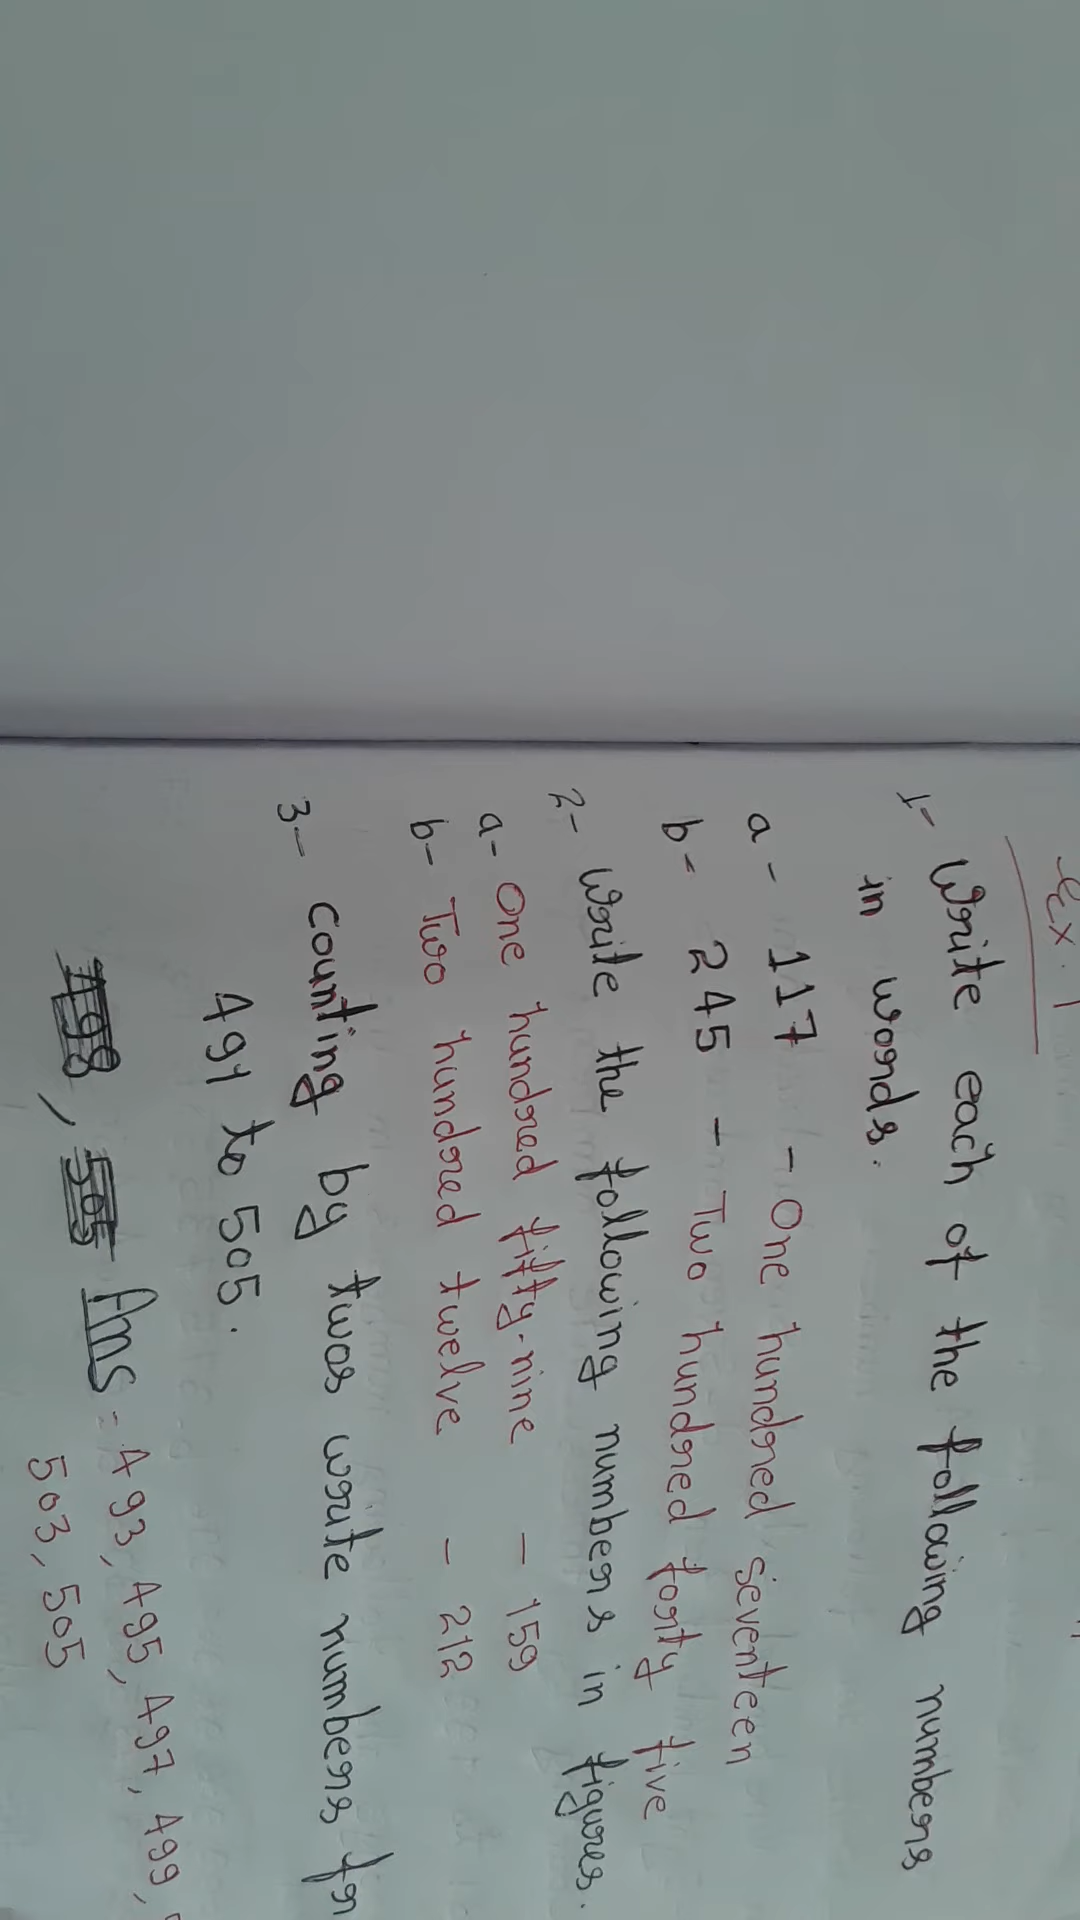 Ex. 1
1- Write each of the following numbers
in words.
a - 117 - One hundred seventeen
b - 245 - Two hundred forty five
2- Write the following numbers in figures.
a- One hundred fifty-nine - 159
b- Two hundred twelve - 212
3- counting by twos write numbers
491 to 505.
Ans = 493, 495, 497, 499,
503, 505